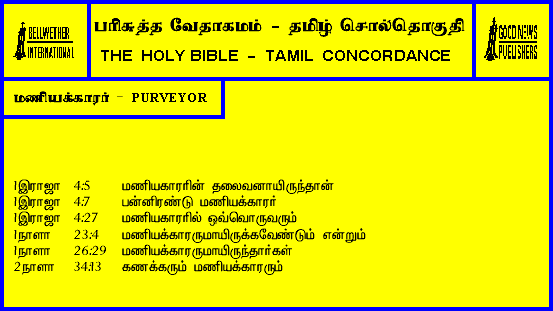 BELLWETHER
INTERNATIONAL
பரிசுத்த வேதாகமம் - தமிழ் சொல்தொகுதி
THE HOLY BIBLE - TAMIL CONCORDANCE
GOOD NEWS
PUBLISHERS
மணியக்காரர் - PURVEYOR
1இராஜா 4:5 மணியகாரரின் தலைவனாயிருந்தான்
1இராஜா 4:7 பன்னிரண்டு மணியக்காரர்
1இராஜா 4:27 மணியகாரரில் ஒவ்வொருவரும்
1நாளா 23:4 மணியக்காரருமாயிருக்கவேண்டும் என்றும்
1நாளா 26:29 மணியக்காரருமாயிருந்தார்கள்
2நாளா 34:13 கணக்கரும் மணியக்காரரும்